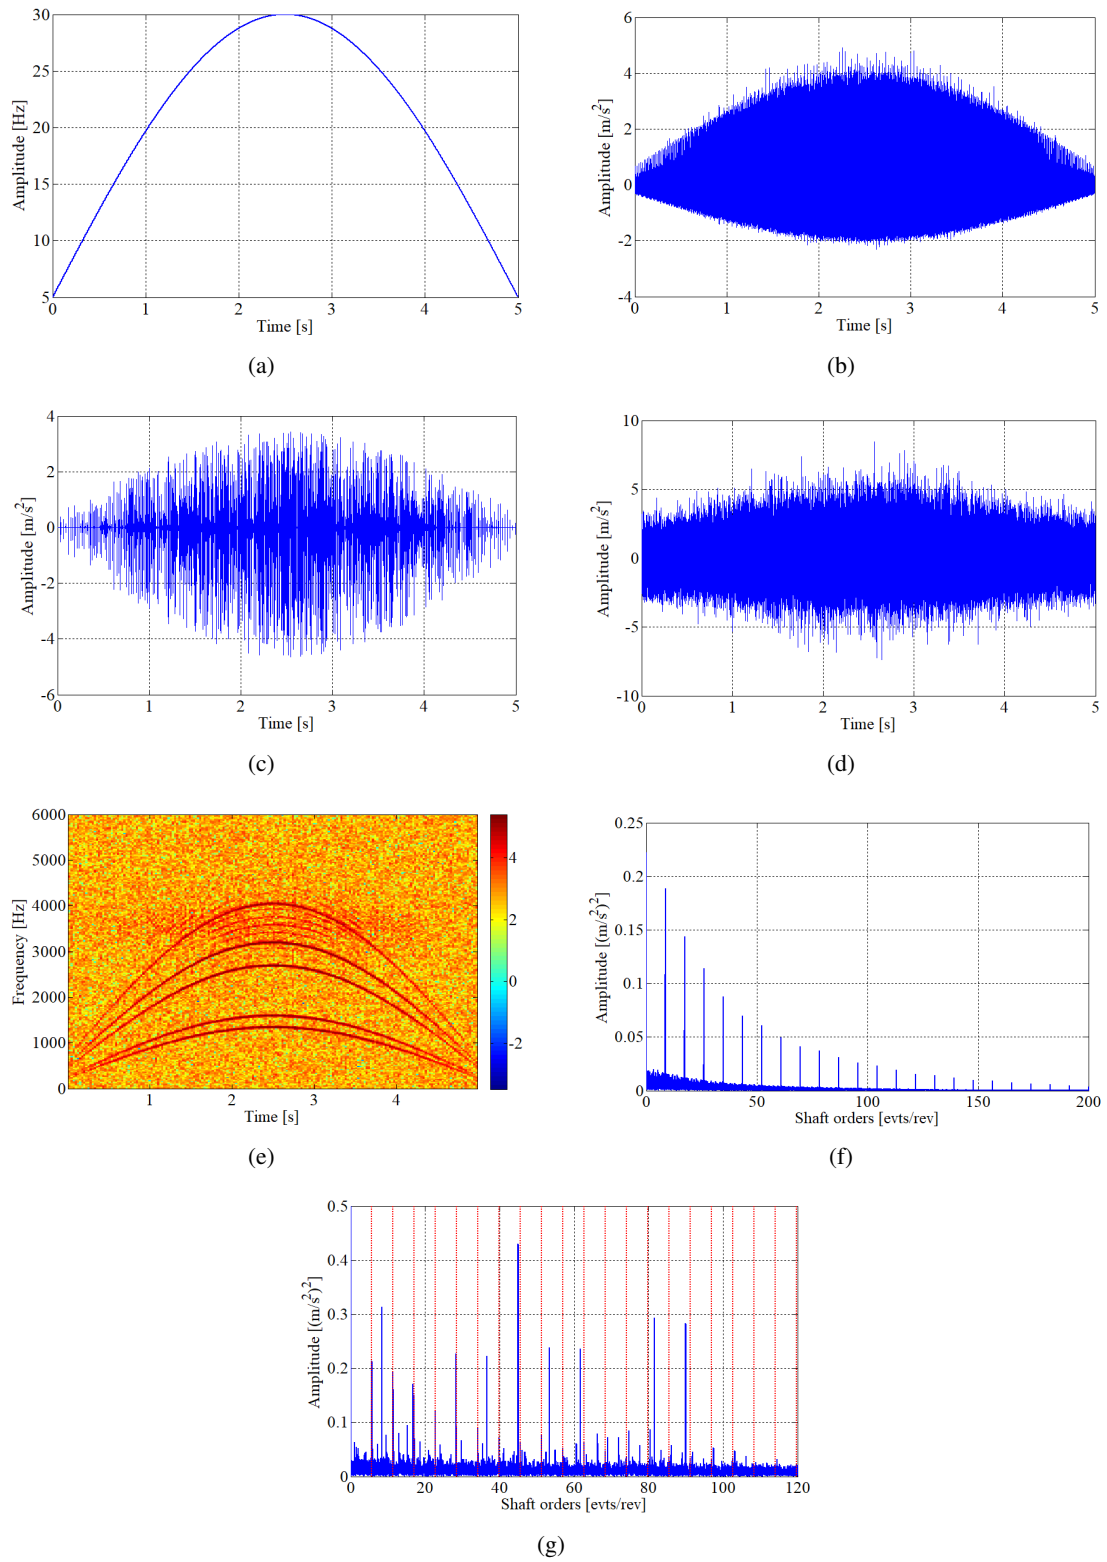 30
25
20
15
10
5
0 1 2 3 4 5
Amplitude [Hz]
Time [s]
(a)
6
4
2
0
-2
-4
0 1 2 3 4 5
Amplitude [m/s²]
Time [s]
(b)
4
2
0
-2
-4
-6
0 1 2 3 4 5
Amplitude [m/s²]
Time [s]
(c)
10
5
0
-5
-10
0 1 2 3 4 5
Amplitude [m/s²]
Time [s]
(d)
6000
5000
4000
3000
2000
1000
0
1 2 3 4
Frequency [Hz]
Time [s]
4
2
0
-2
(e)
0.25
0.2
0.15
0.1
0.05
0
0 50 100 150 200
Amplitude [(m/s²)²]
Shaft orders [evts/rev]
(f)
0.5
0.4
0.3
0.2
0.1
0
0 20 40 60 80 100 120
Amplitude [(m/s²)²]
Shaft orders [evts/rev]
(g)